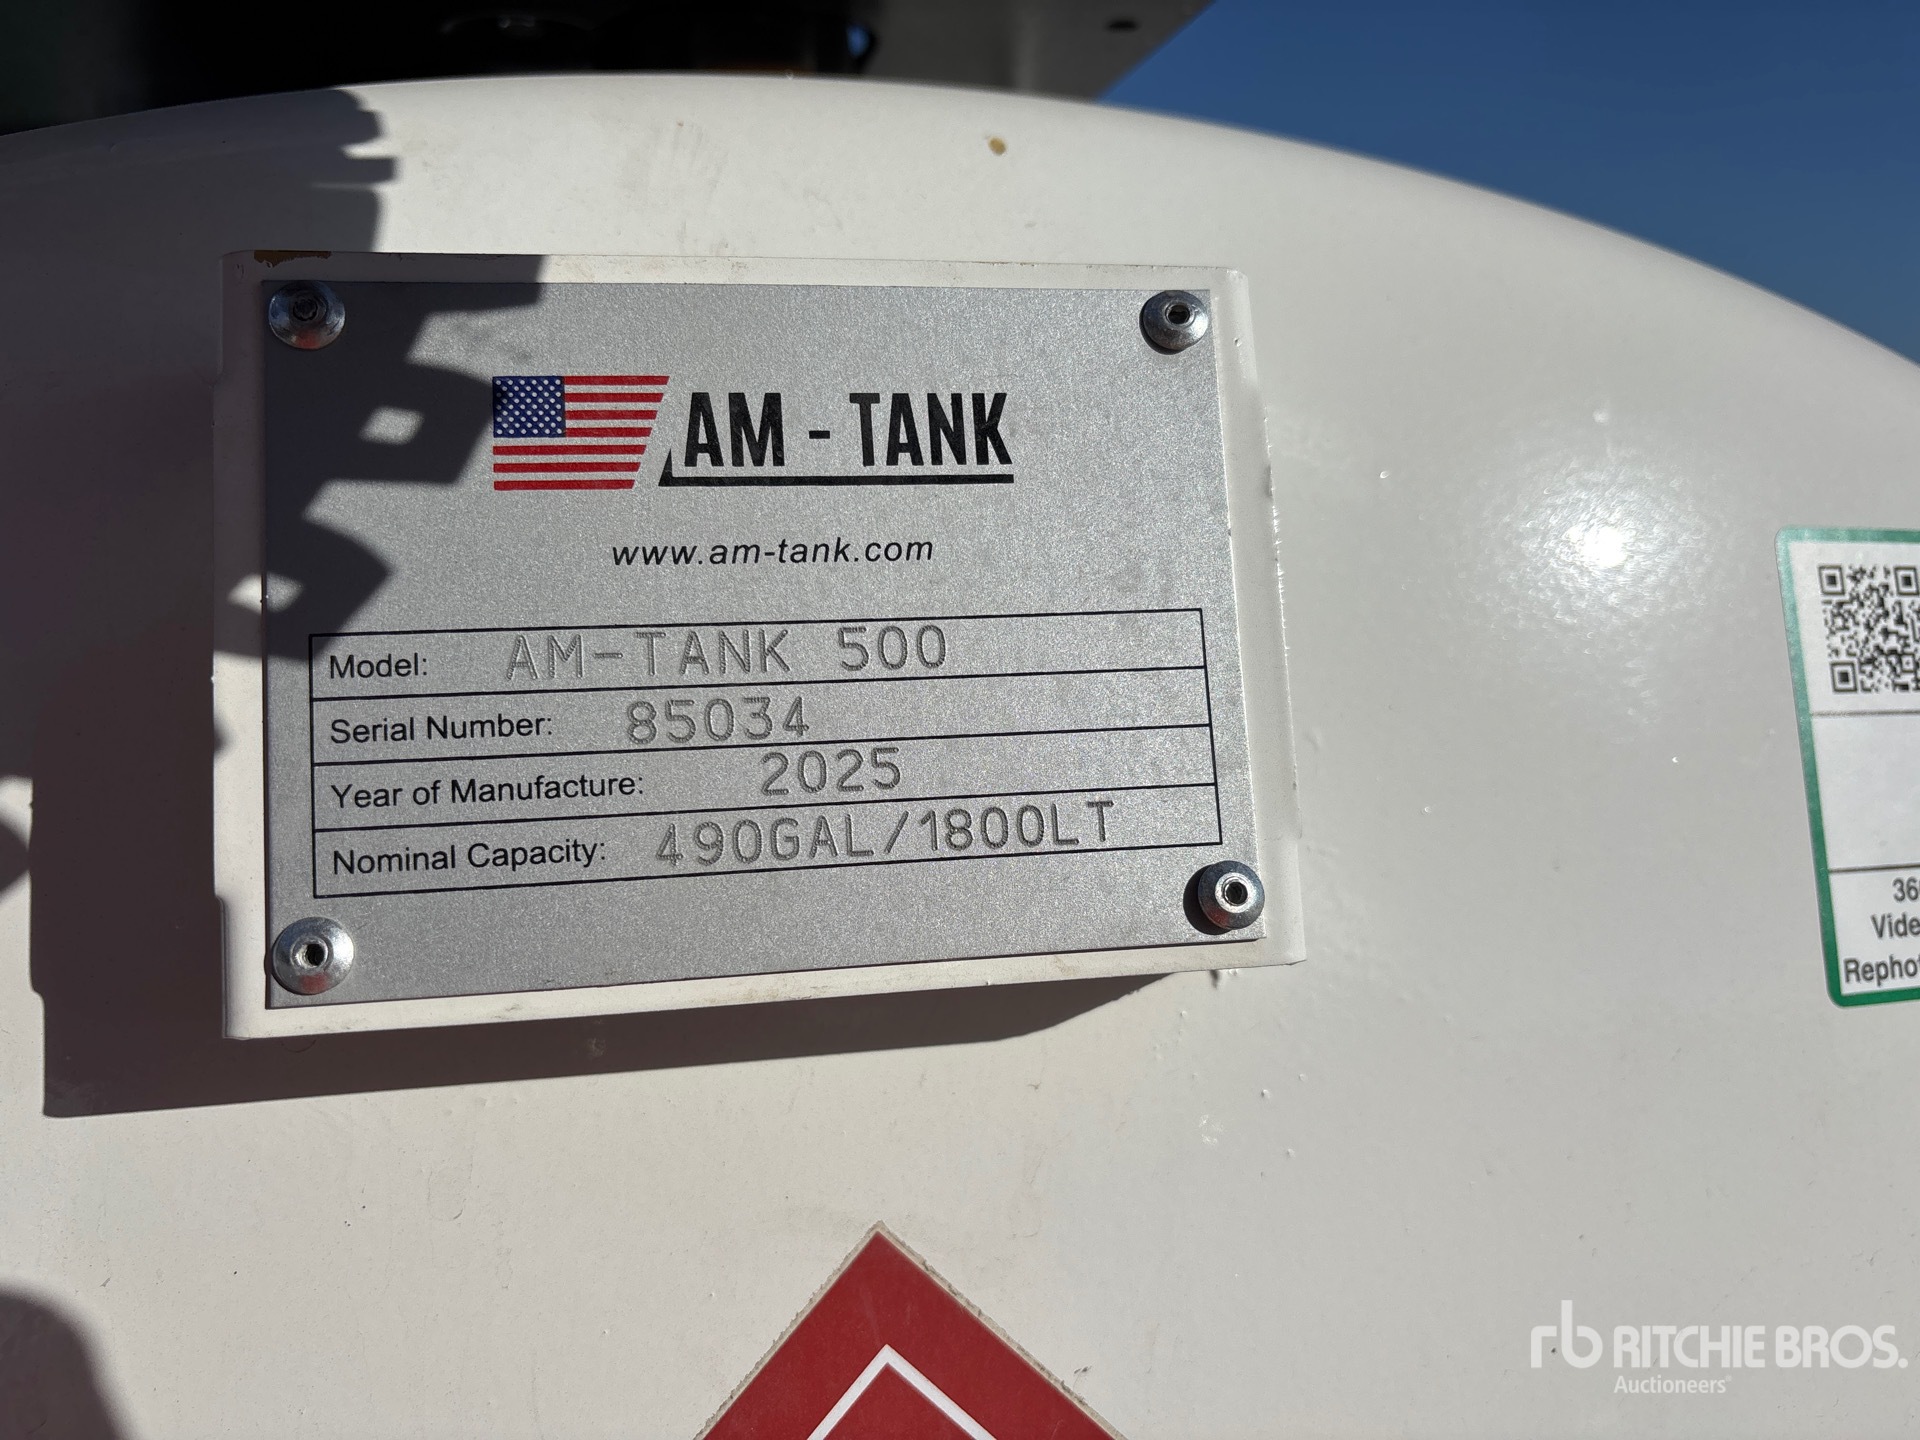 AM - TANK
www.am-tank.com
Model: AM-TANK 500
Serial Number: 85034
Year of Manufacture: 2025
Nominal Capacity: 490GAL/1800LT
rb RITCHIE BROS.
Auctioneers